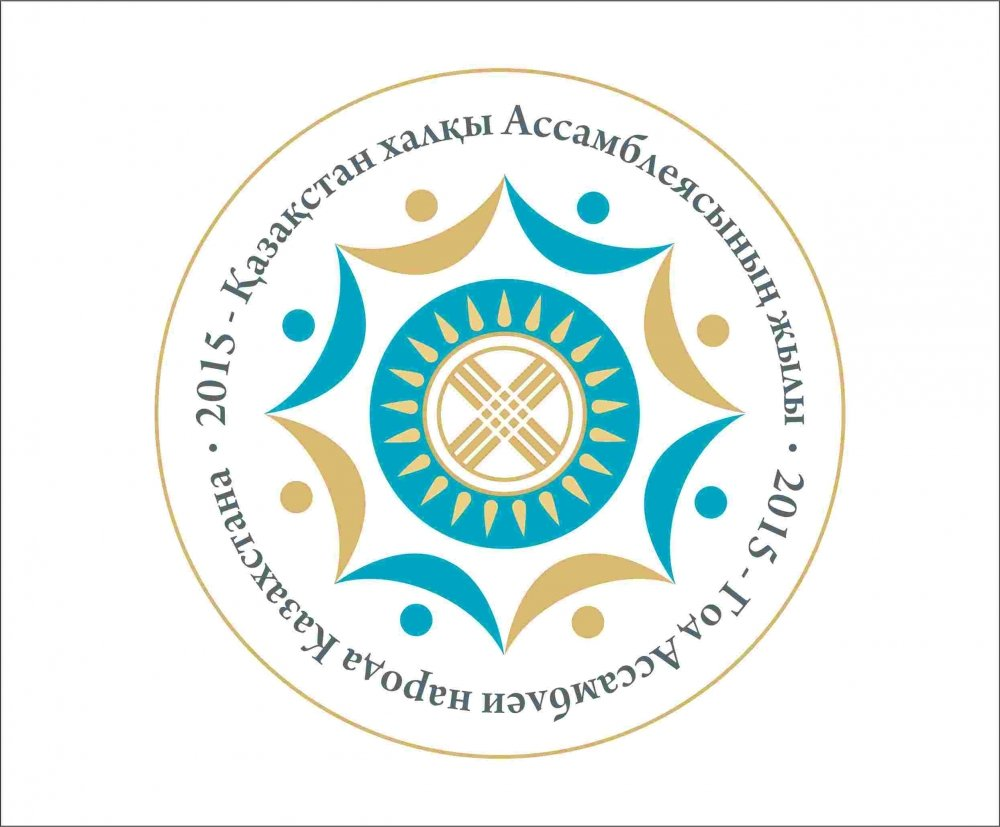 2015 - Қазақстан халқы Ассамблеясының жылы
2015 - Год Ассамблеи народа Казахстана